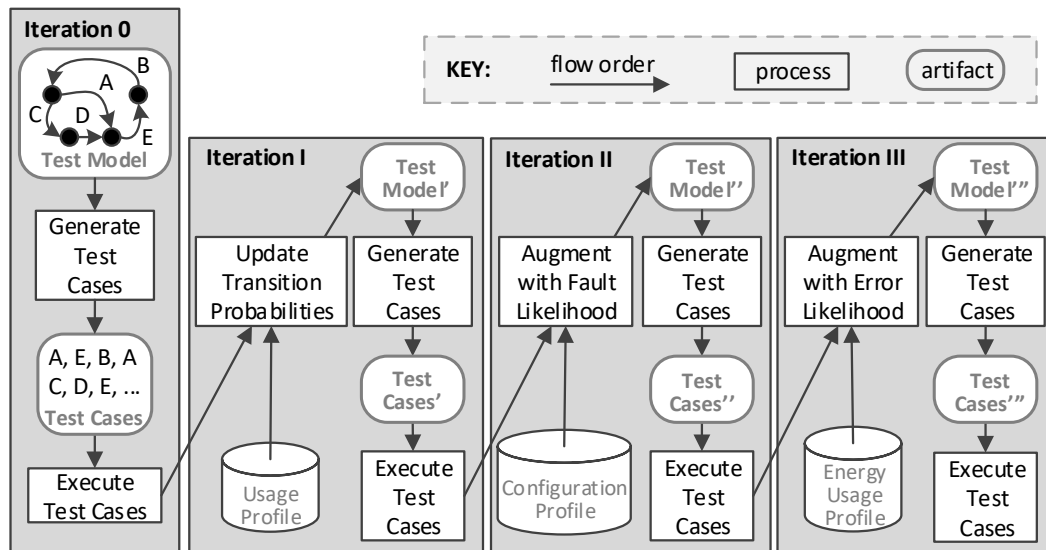 Iteration 0
B
A
C
D
E
Test Model
Generate
Test
Cases
A, E, B, A
C, D, E, ...
Test Cases
Execute
Test Cases
KEY:
flow order
process
artifact
Iteration I
Test
Model'
Update
Transition
Probabilities
Generate
Test
Cases
Test
Cases'
Usage
Profile
Execute
Test
Cases
Iteration II
Test
Model''
Augment
with Fault
Likelihood
Generate
Test
Cases
Test
Cases''
Configuration
Profile
Execute
Test
Cases
Iteration III
Test
Model'''
Augment
with Error
Likelihood
Generate
Test
Cases
Test
Cases'''
Energy
Usage
Profile
Execute
Test
Cases